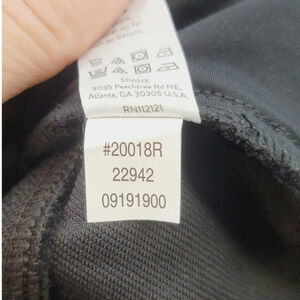 SPANX
3035 Peachtree Rd NE,
Atlanta, GA 30305 U.S.A.
RN112121
#20018R
22942
09191900